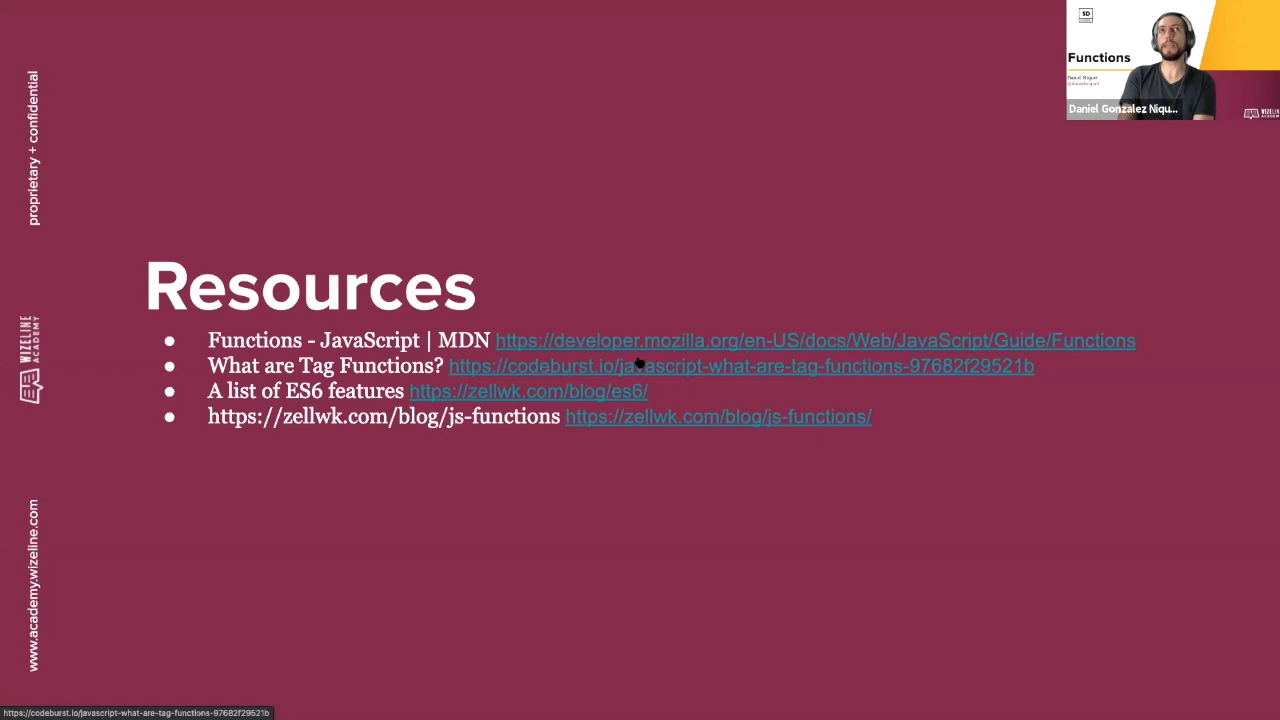 proprietary + confidential
WIZELINE
ACADEMY
www.academy.wizeline.com
Resources
● Functions - JavaScript | MDN https://developer.mozilla.org/en-US/docs/Web/JavaScript/Guide/Functions
● What are Tag Functions? https://codeburst.io/javascript-what-are-tag-functions-97682f29521b
● A list of ES6 features https://zellwk.com/blog/es6/
● https://zellwk.com/blog/js-functions https://zellwk.com/blog/js-functions/
SD
Functions
Daniel Niquet
Daniel Gonzalez Niqu...
WIZELINE
https://codeburst.io/javascript-what-are-tag-functions-97682f29521b